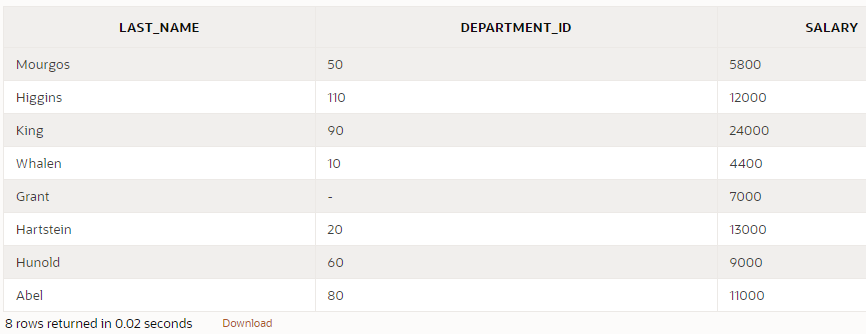 LAST_NAME DEPARTMENT_ID SALARY
Mourgos 50 5800
Higgins 110 12000
King 90 24000
Whalen 10 4400
Grant - 7000
Hartstein 20 13000
Hunold 60 9000
Abel 80 11000
8 rows returned in 0.02 seconds Download